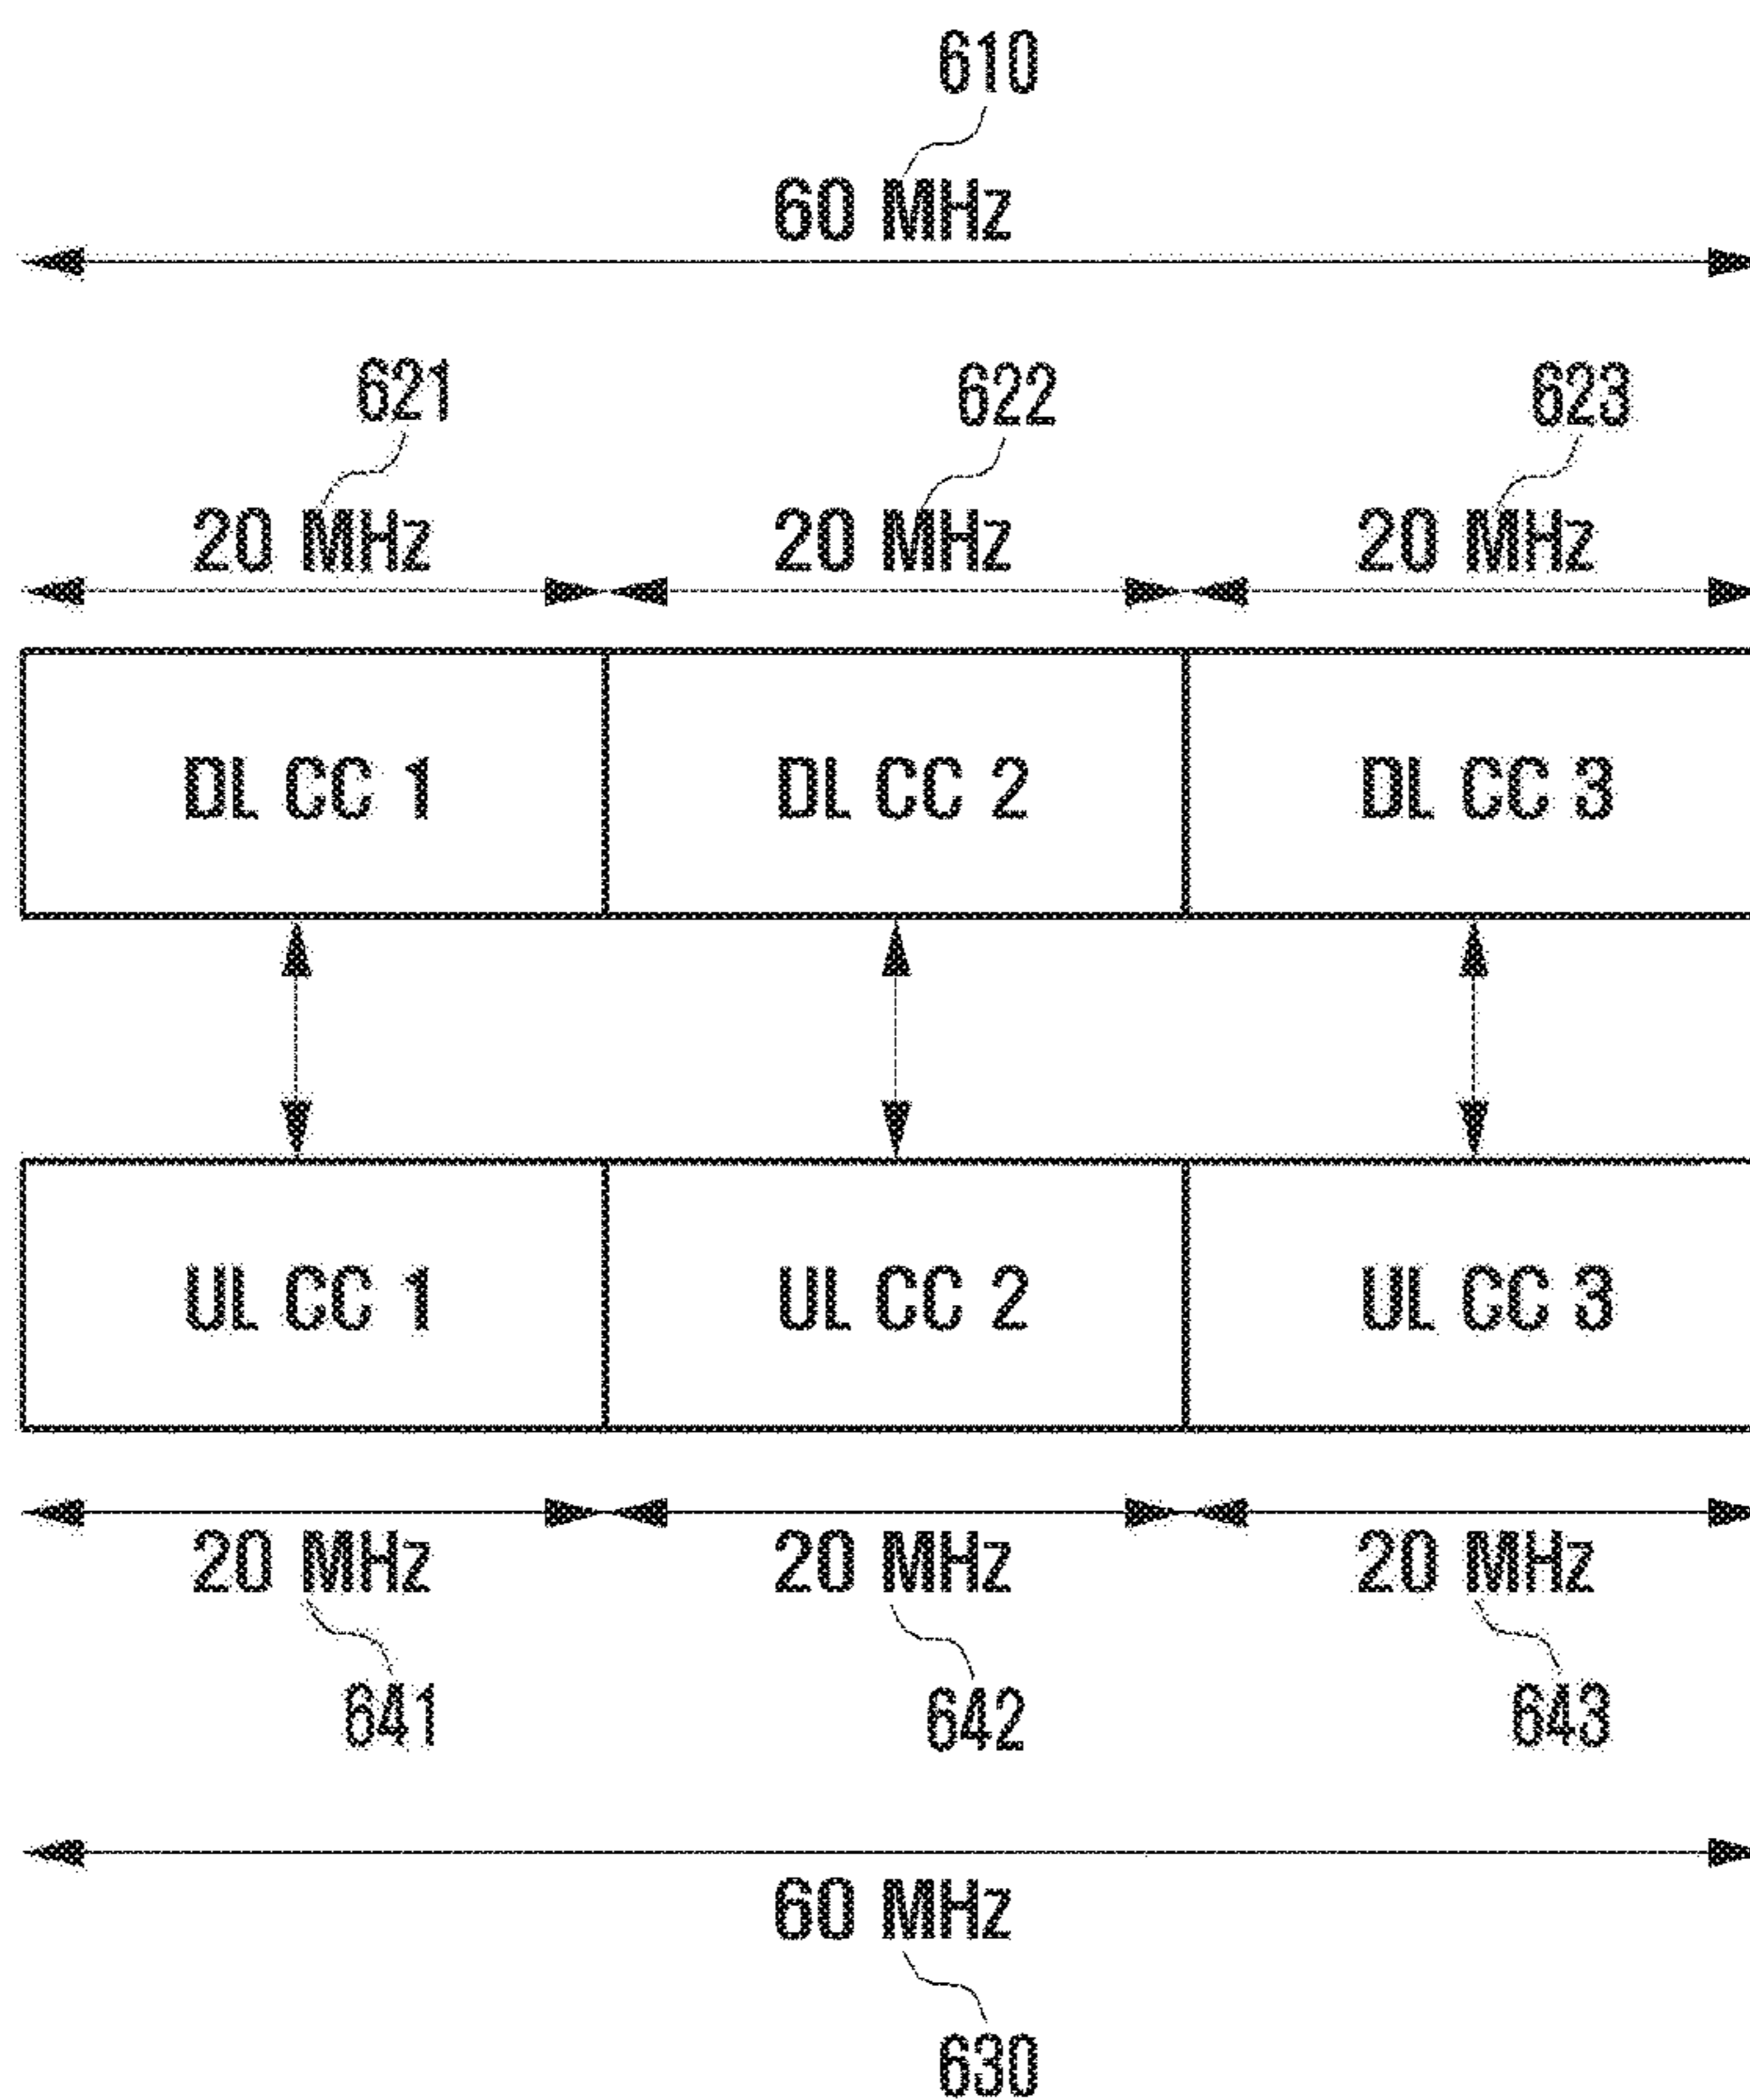 610
60 MHz
621 622 623
20 MHz 20 MHz 20 MHz
DL CC 1 DL CC 2 DL CC 3
UL CC 1 UL CC 2 UL CC 3
20 MHz 20 MHz 20 MHz
641 642 643
60 MHz
630